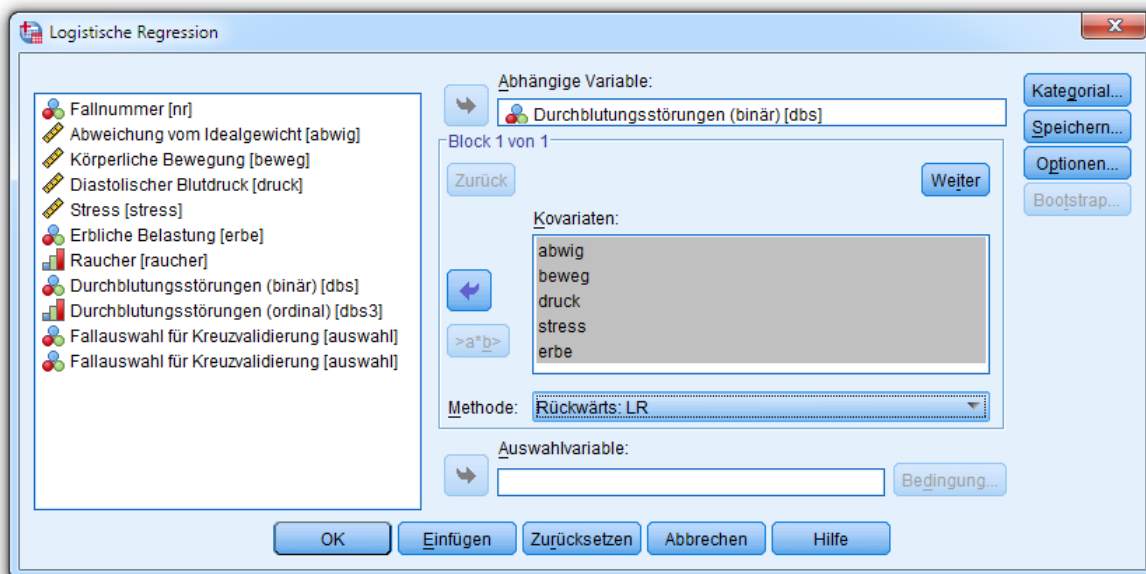 Logistische Regression
Fallnummer [nr]
Abweichung vom Idealgewicht [abwig]
Körperliche Bewegung [beweg]
Diastolischer Blutdruck [druck]
Stress [stress]
Erbliche Belastung [erbe]
Raucher [raucher]
Durchblutungsstörungen (binär) [dbs]
Durchblutungsstörungen (ordinal) [dbs3]
Fallauswahl für Kreuzvalidierung [auswahl]
Fallauswahl für Kreuzvalidierung [auswahl]
Abhängige Variable:
Durchblutungsstörungen (binär) [dbs]
Block 1 von 1
Zurück
Weiter
Kovariaten:
abwig
beweg
druck
stress
erbe
>a*b>
Methode:
Rückwärts: LR
Auswahlvariable:
Bedingung...
Kategorial...
Speichern...
Optionen...
Bootstrap...
OK
Einfügen
Zurücksetzen
Abbrechen
Hilfe